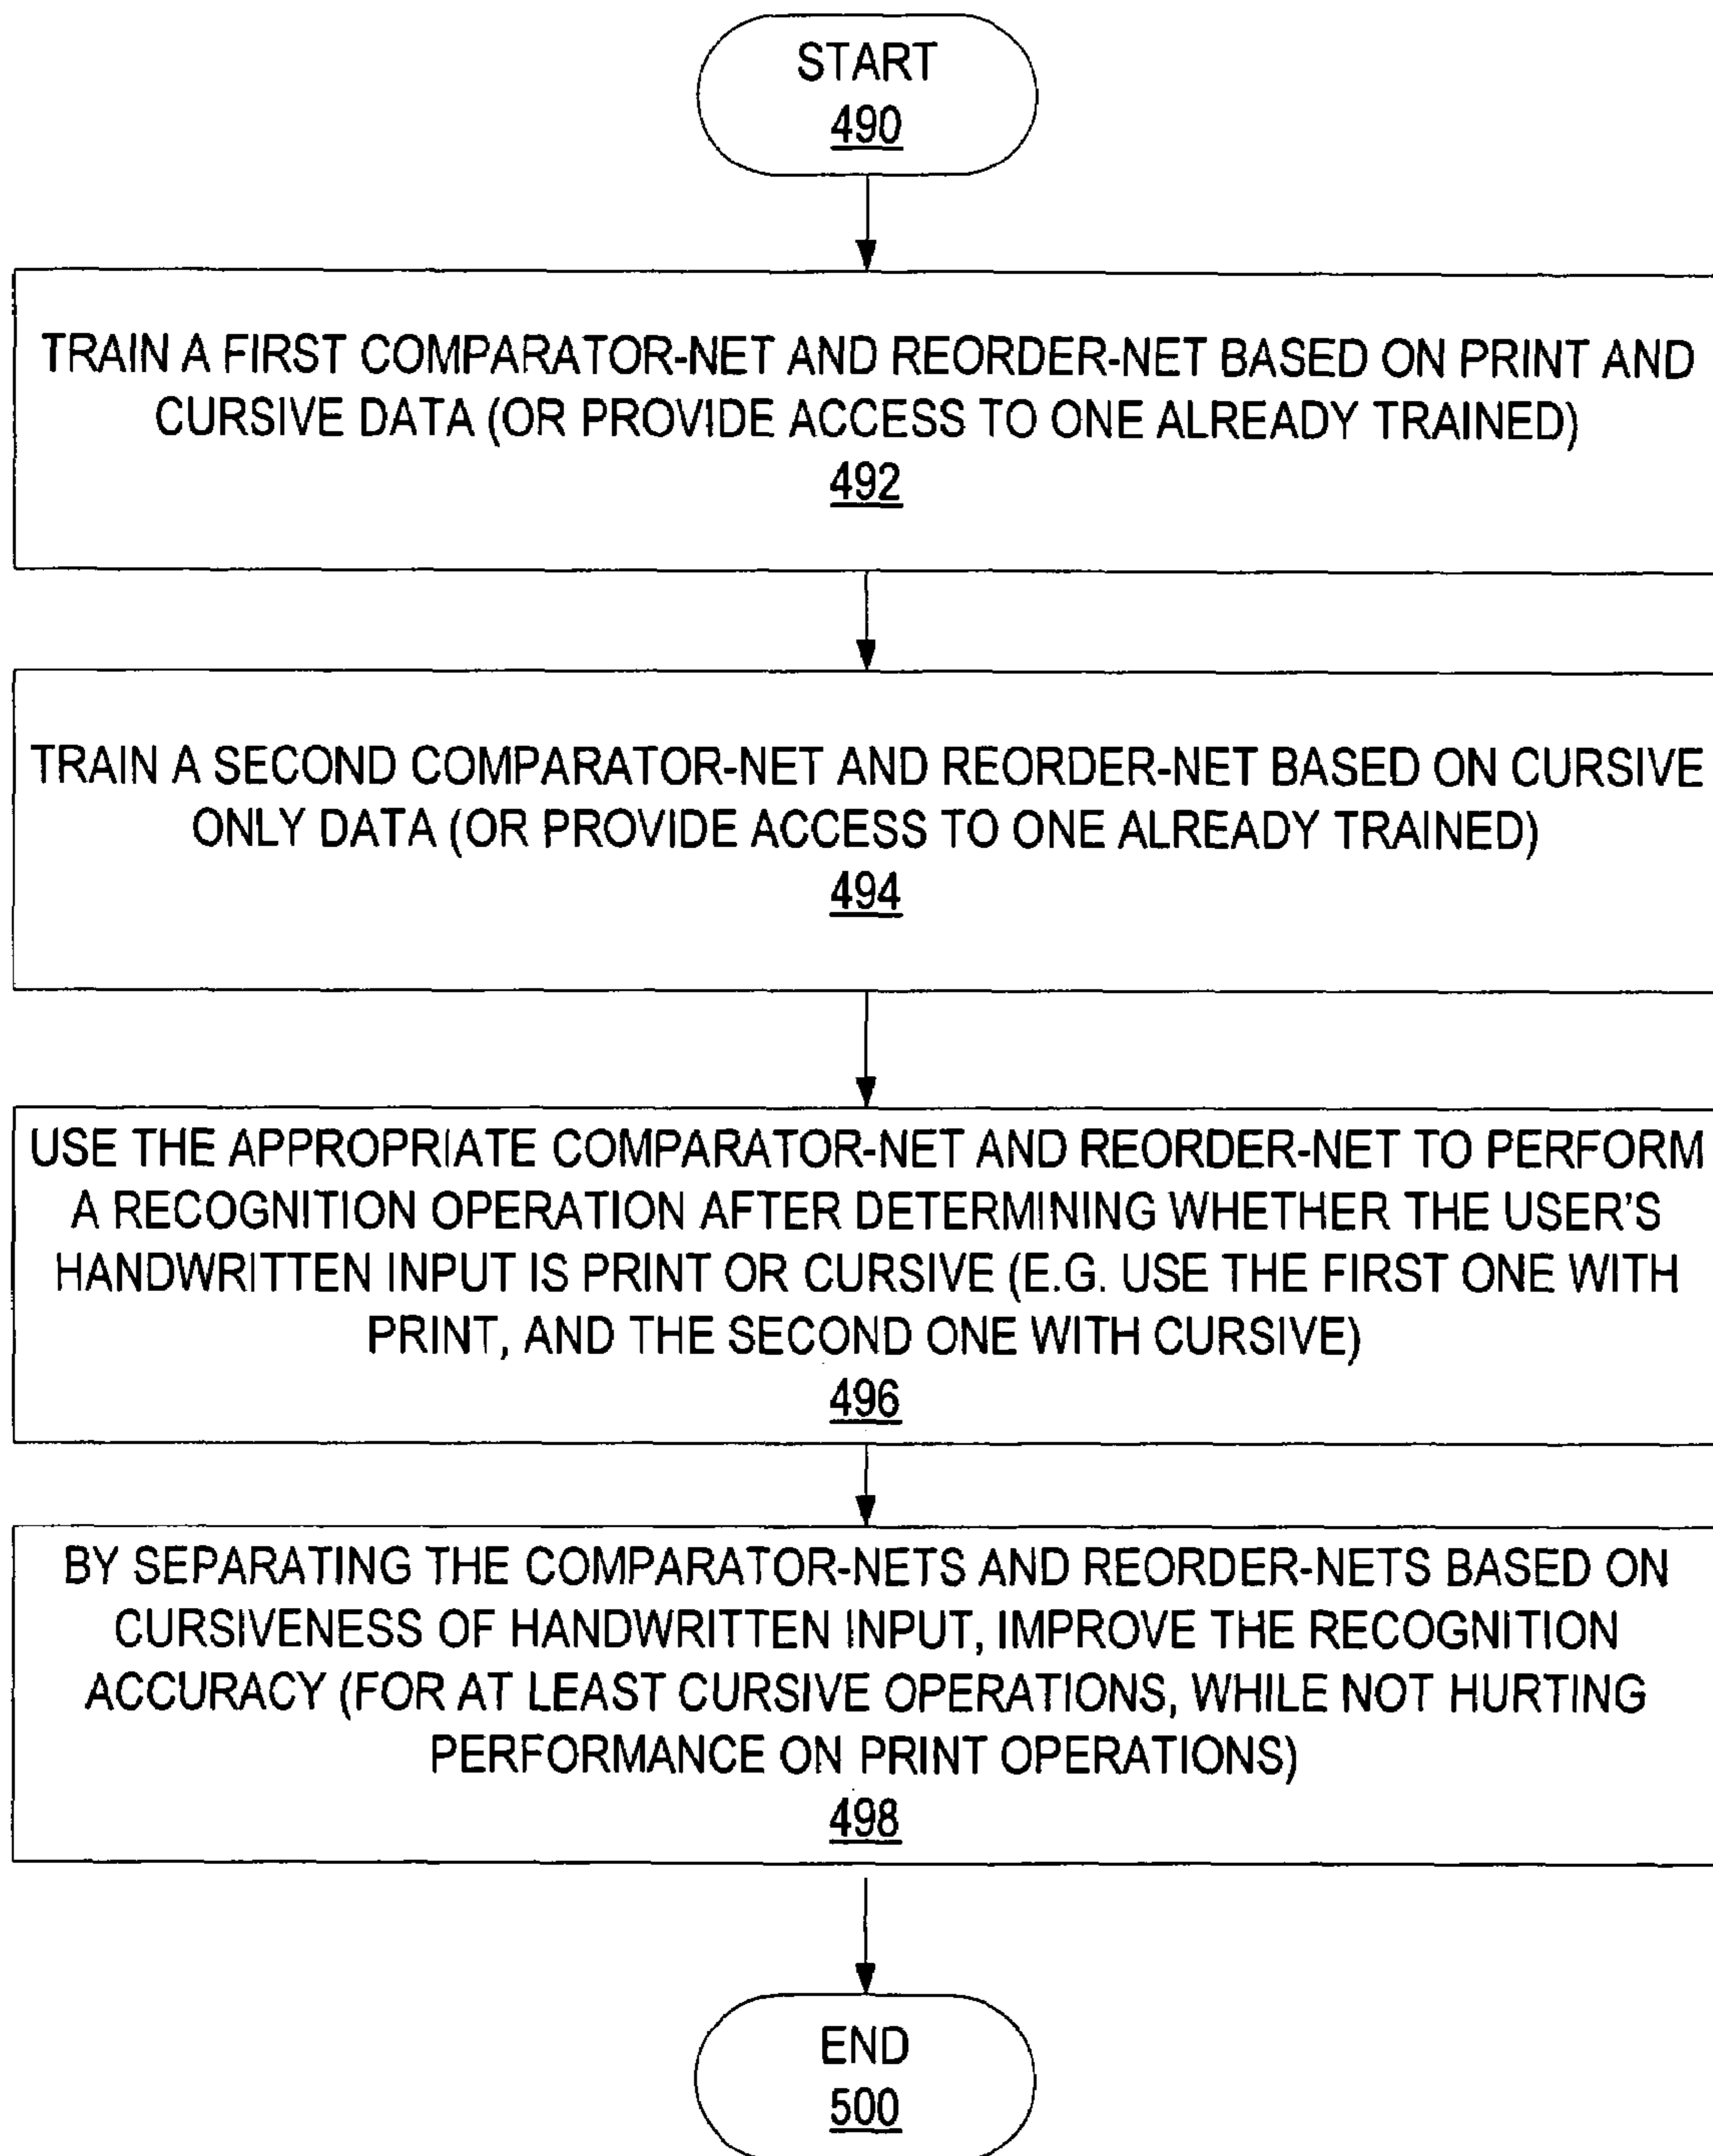 START
490
TRAIN A FIRST COMPARATOR-NET AND REORDER-NET BASED ON PRINT AND
CURSIVE DATA (OR PROVIDE ACCESS TO ONE ALREADY TRAINED)
492
TRAIN A SECOND COMPARATOR-NET AND REORDER-NET BASED ON CURSIVE
ONLY DATA (OR PROVIDE ACCESS TO ONE ALREADY TRAINED)
494
USE THE APPROPRIATE COMPARATOR-NET AND REORDER-NET TO PERFORM
A RECOGNITION OPERATION AFTER DETERMINING WHETHER THE USER'S
HANDWRITTEN INPUT IS PRINT OR CURSIVE (E.G. USE THE FIRST ONE WITH
PRINT, AND THE SECOND ONE WITH CURSIVE)
496
BY SEPARATING THE COMPARATOR-NETS AND REORDER-NETS BASED ON
CURSIVENESS OF HANDWRITTEN INPUT, IMPROVE THE RECOGNITION
ACCURACY (FOR AT LEAST CURSIVE OPERATIONS, WHILE NOT HURTING
PERFORMANCE ON PRINT OPERATIONS)
498
END
500